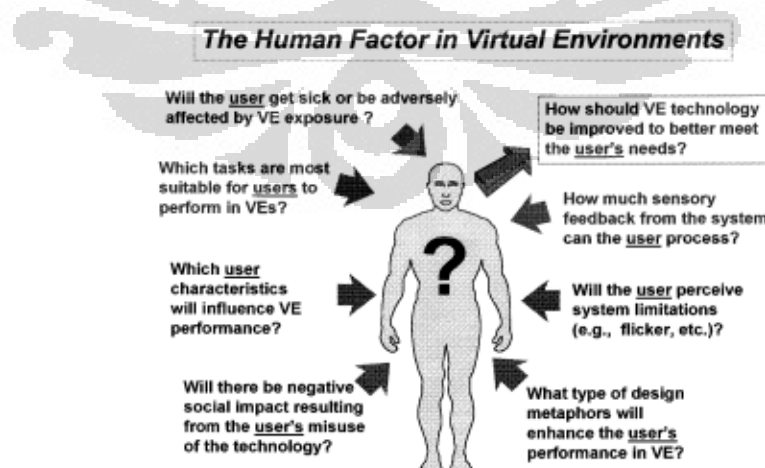 The Human Factor in Virtual Environments
Will the user get sick or be adversely
affected by VE exposure ?
How should VE technology
be improved to better meet
the user's needs?
Which tasks are most
suitable for users to
perform in VEs?
How much sensory
feedback from the system
can the user process?
?
Which user
characteristics
will influence VE
performance?
Will the user perceive
system limitations
(e.g., flicker, etc.)?
Will there be negative
social impact resulting
from the user's misuse
of the technology?
What type of design
metaphors will
enhance the user's
performance in VE?